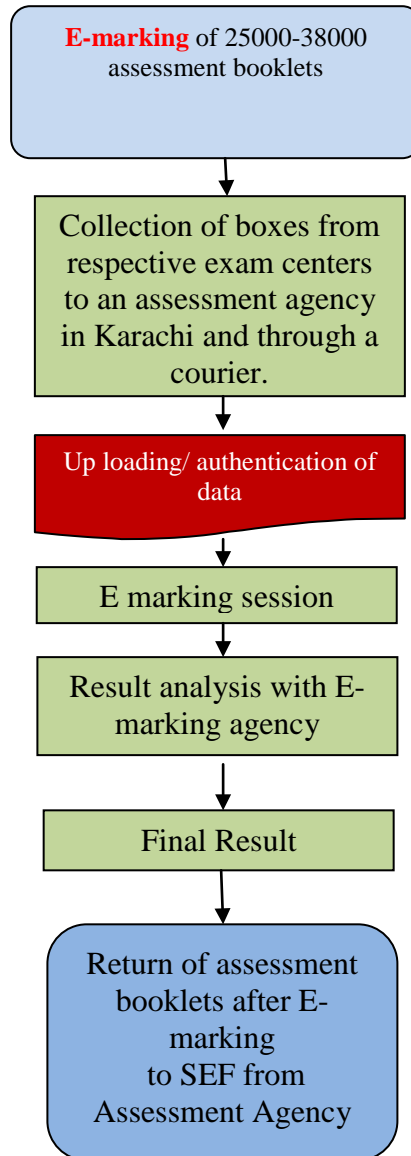 E-marking of 25000-38000
assessment booklets
Collection of boxes from
respective exam centers
to an assessment agency
in Karachi and through a
courier.
Up loading/ authentication of
data
E marking session
Result analysis with E-
marking agency
Final Result
Return of assessment
booklets after E-
marking
to SEF from
Assessment Agency